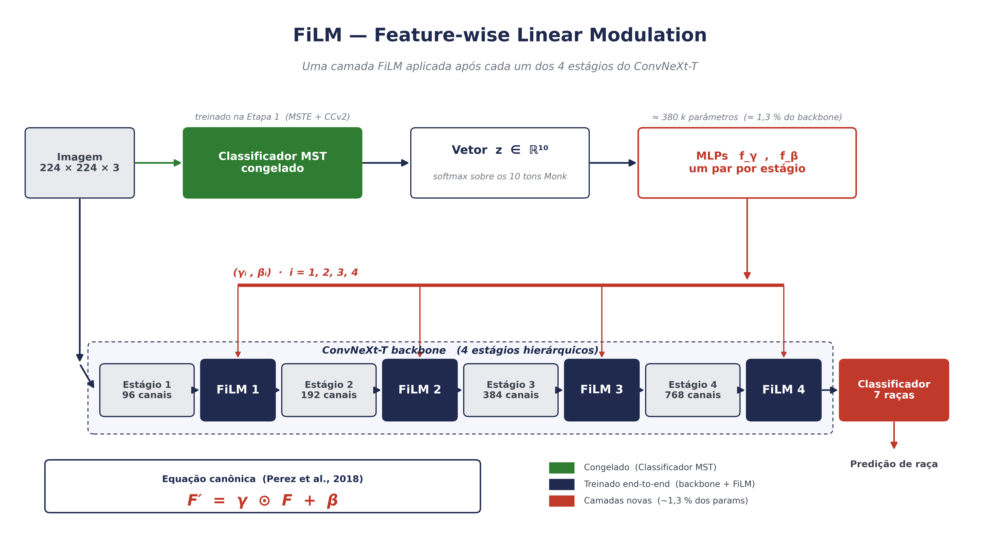 FiLM — Feature-wise Linear Modulation
Uma camada FiLM aplicada após cada um dos 4 estágios do ConvNeXt-T
treinado na Etapa 1 (MSTE + CCv2)
≈ 380 k parâmetros (≈ 1,3 % do backbone)
Imagem
224 × 224 × 3
Classificador MST
congelado
Vetor z ∈ ℝ¹⁰
softmax sobre os 10 tons Monk
MLPs f_γ , f_β
um par por estágio
(γᵢ , βᵢ) · i = 1, 2, 3, 4
ConvNeXt-T backbone (4 estágios hierárquicos)
Estágio 1
96 canais
FiLM 1
Estágio 2
192 canais
FiLM 2
Estágio 3
384 canais
FiLM 3
Estágio 4
768 canais
FiLM 4
Classificador
7 raças
Predição de raça
Equação canônica (Perez et al., 2018)
F′ = γ ⊙ F + β
Congelado (Classificador MST)
Treinado end-to-end (backbone + FiLM)
Camadas novas (~1,3 % dos params)